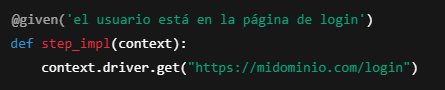 @given('el usuario está en la página de login')
def step_impl(context):
    context.driver.get("https://midominio.com/login")